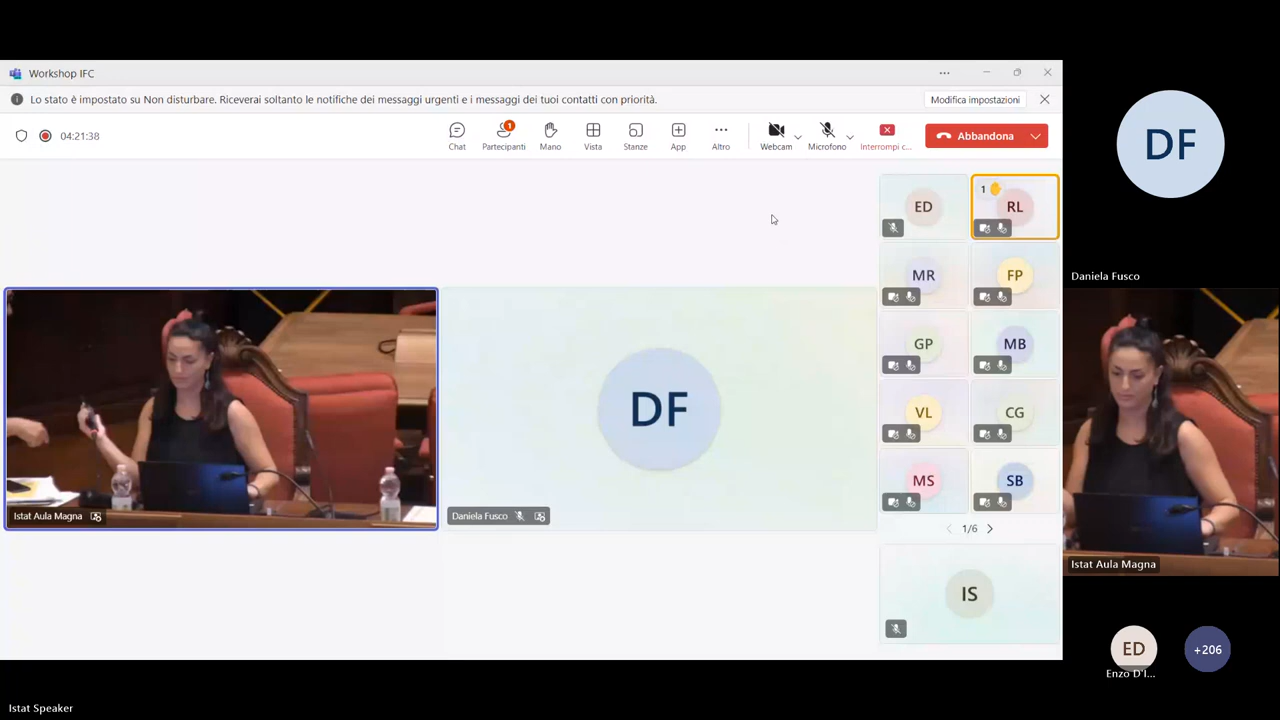 Workshop IFC
Lo stato è impostato su Non disturbare. Riceverai soltanto le notifiche dei messaggi urgenti e i messaggi dei tuoi contatti con priorità.
Modifica impostazioni
04:21:38
Chat
Partecipanti
1
Mano
Vista
Stanze
App
Altro
Webcam
Microfono
Interrompi c...
Abbandona
ED
1
RL
MR
FP
GP
MB
VL
CG
MS
SB
1/6
IS
Istat Aula Magna
DF
Daniela Fusco
DF
Daniela Fusco
Istat Aula Magna
ED
Enzo D'I...
+206
Istat Speaker